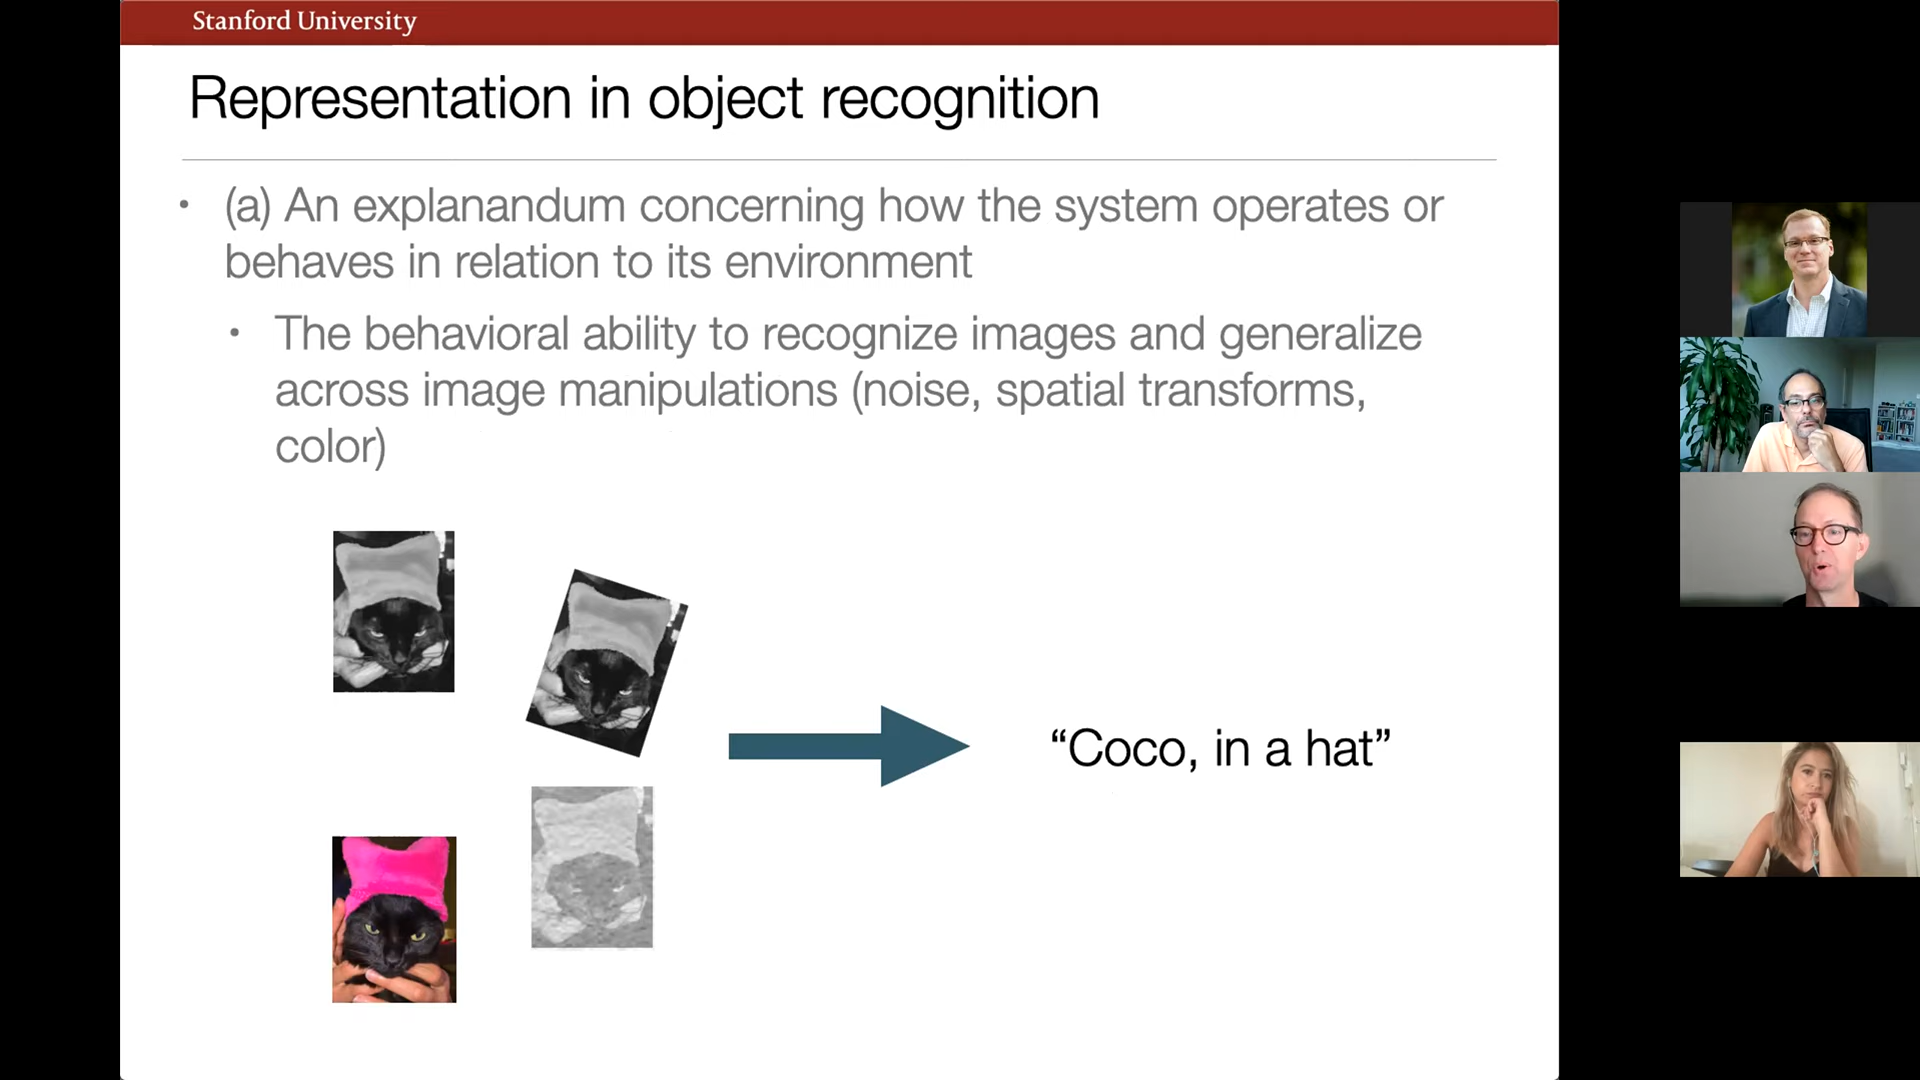 Stanford University
Representation in object recognition
• (a) An explanandum concerning how the system operates or
behaves in relation to its environment
• The behavioral ability to recognize images and generalize
across image manipulations (noise, spatial transforms,
color)
“Coco, in a hat”